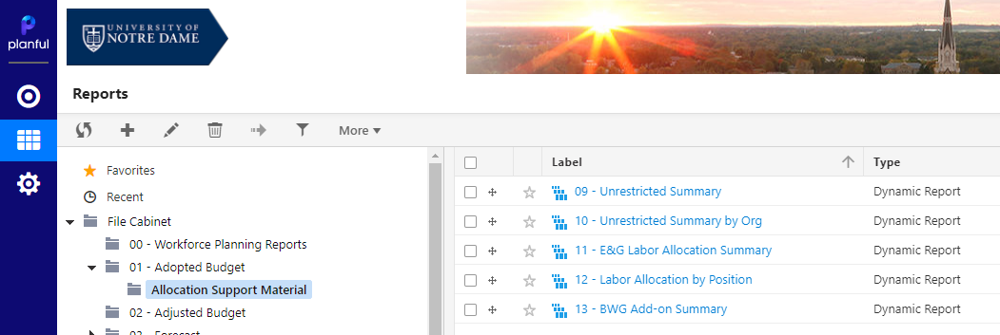 planful
UNIVERSITY OF
NOTRE DAME
Reports
More
Favorites
Recent
File Cabinet
00 - Workforce Planning Reports
01 - Adopted Budget
Allocation Support Material
02 - Adjusted Budget
03 - Forecast
Label Type
09 - Unrestricted Summary Dynamic Report
10 - Unrestricted Summary by Org Dynamic Report
11 - E&G Labor Allocation Summary Dynamic Report
12 - Labor Allocation by Position Dynamic Report
13 - BWG Add-on Summary Dynamic Report